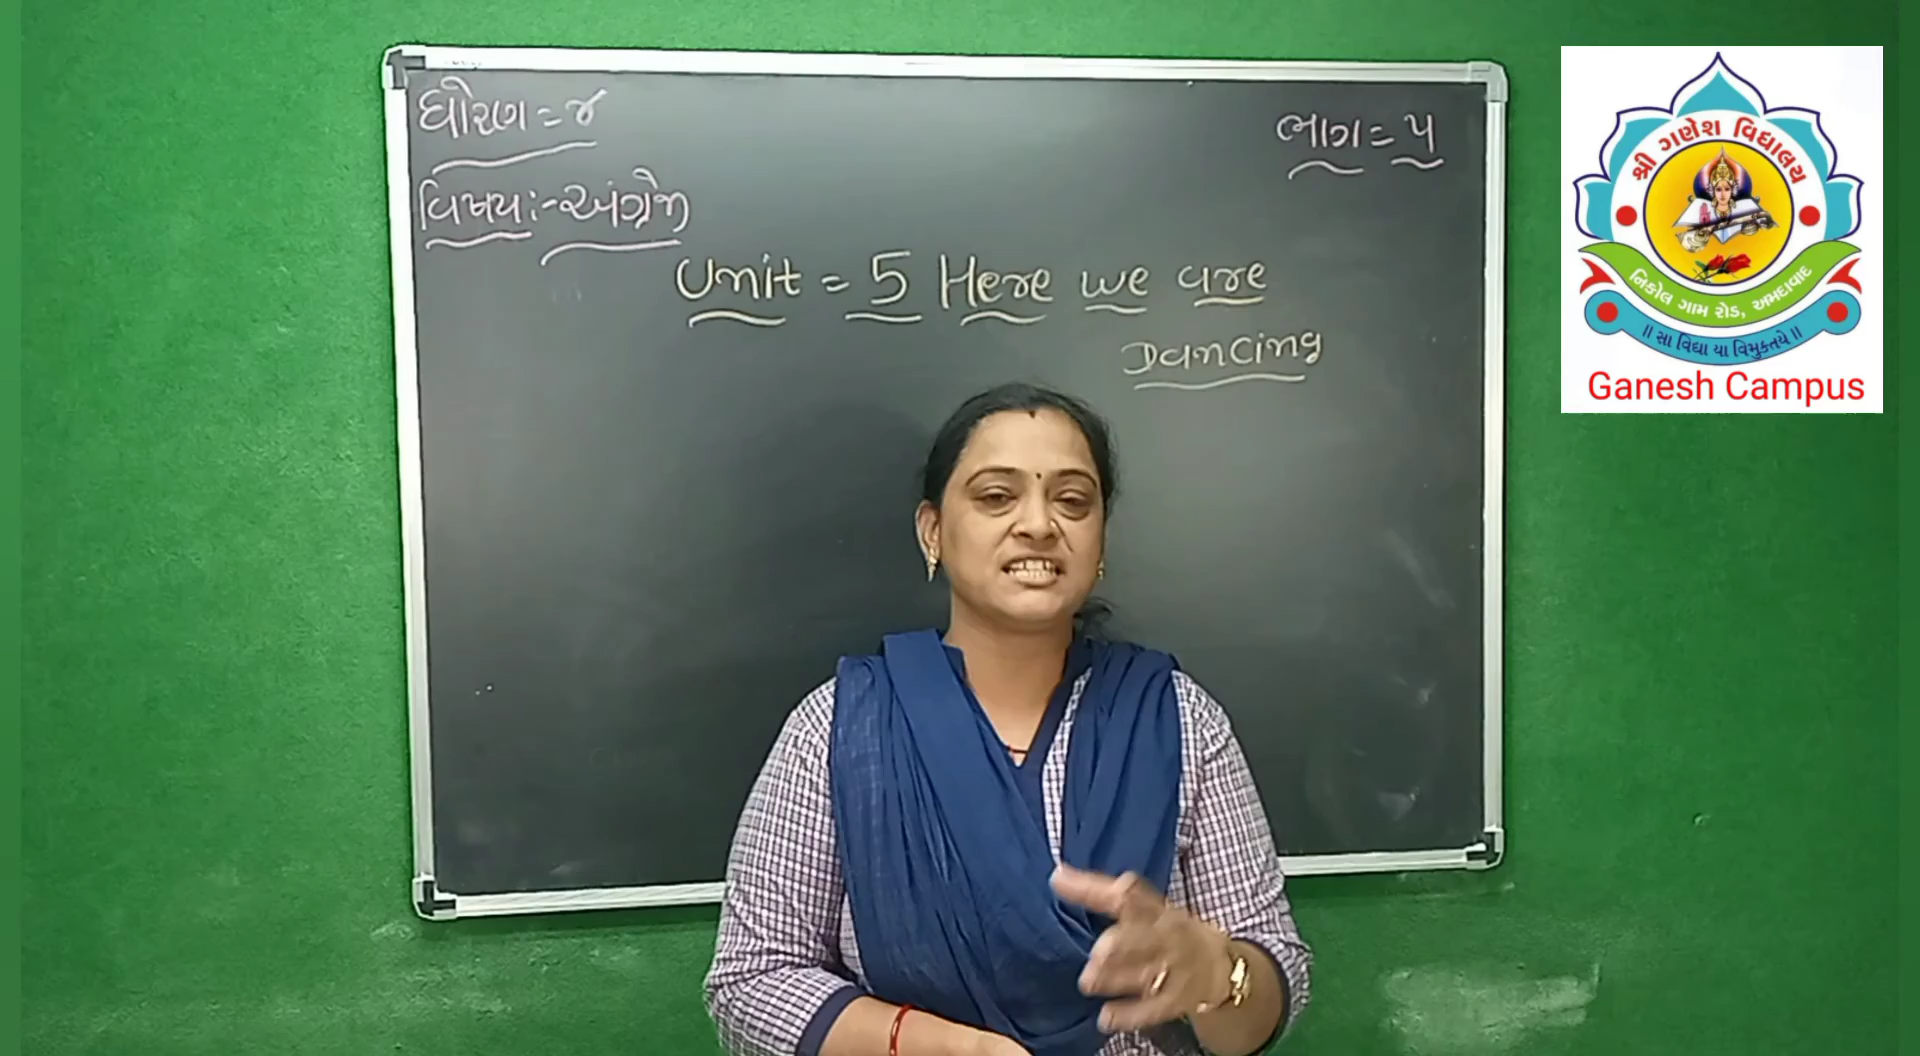 ધોરણ = ૪
ભાગ = ૫
વિષય :- અંગ્રેજી
Unit = 5 Here we are
Dancing
શ્રી ગણેશ વિદ્યાલય
નિકોલ ગામ રોડ, અમદાવાદ
॥ સા વિદ્યા યા વિમુક્તયે ॥
Ganesh Campus